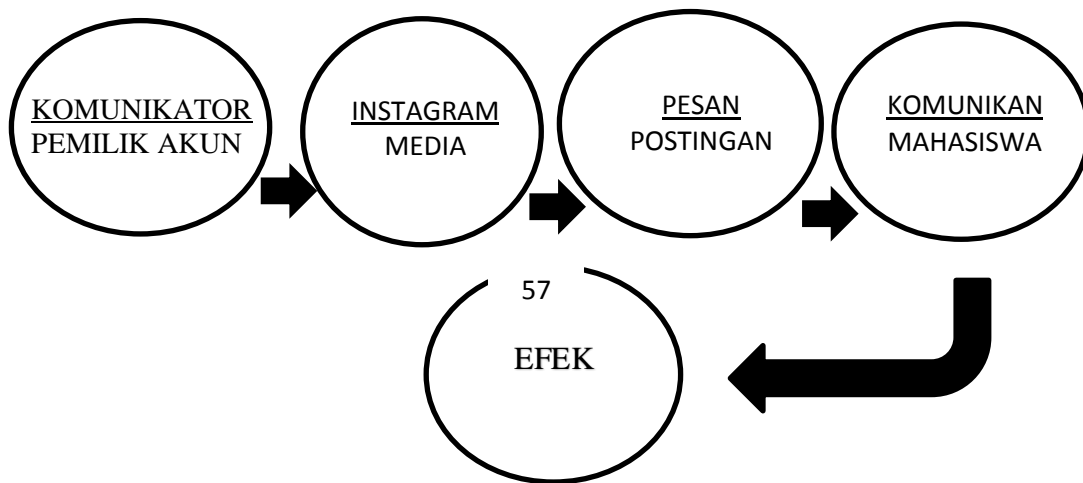 KOMUNIKATOR
PEMILIK AKUN
INSTAGRAM
MEDIA
PESAN
POSTINGAN
KOMUNIKAN
MAHASISWA
57
EFEK